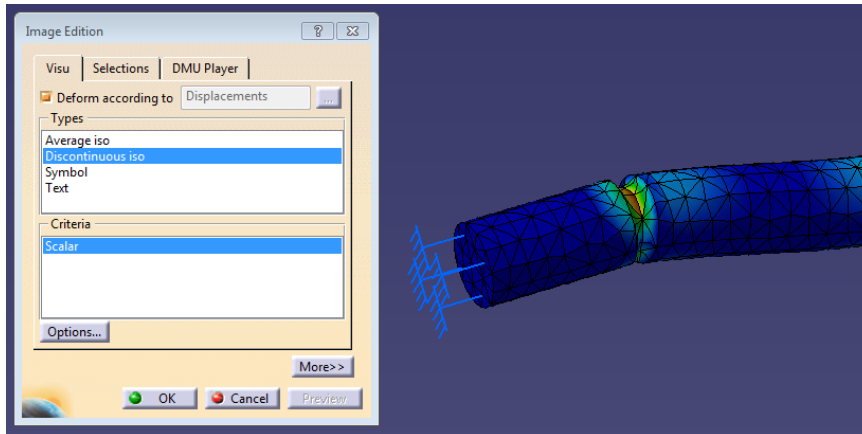 Image Edition
Visu Selections DMU Player
Deform according to Displacements ...
Types
Average iso
Discontinuous iso
Symbol
Text
Criteria
Scalar
Options...
More>>
OK Cancel Preview